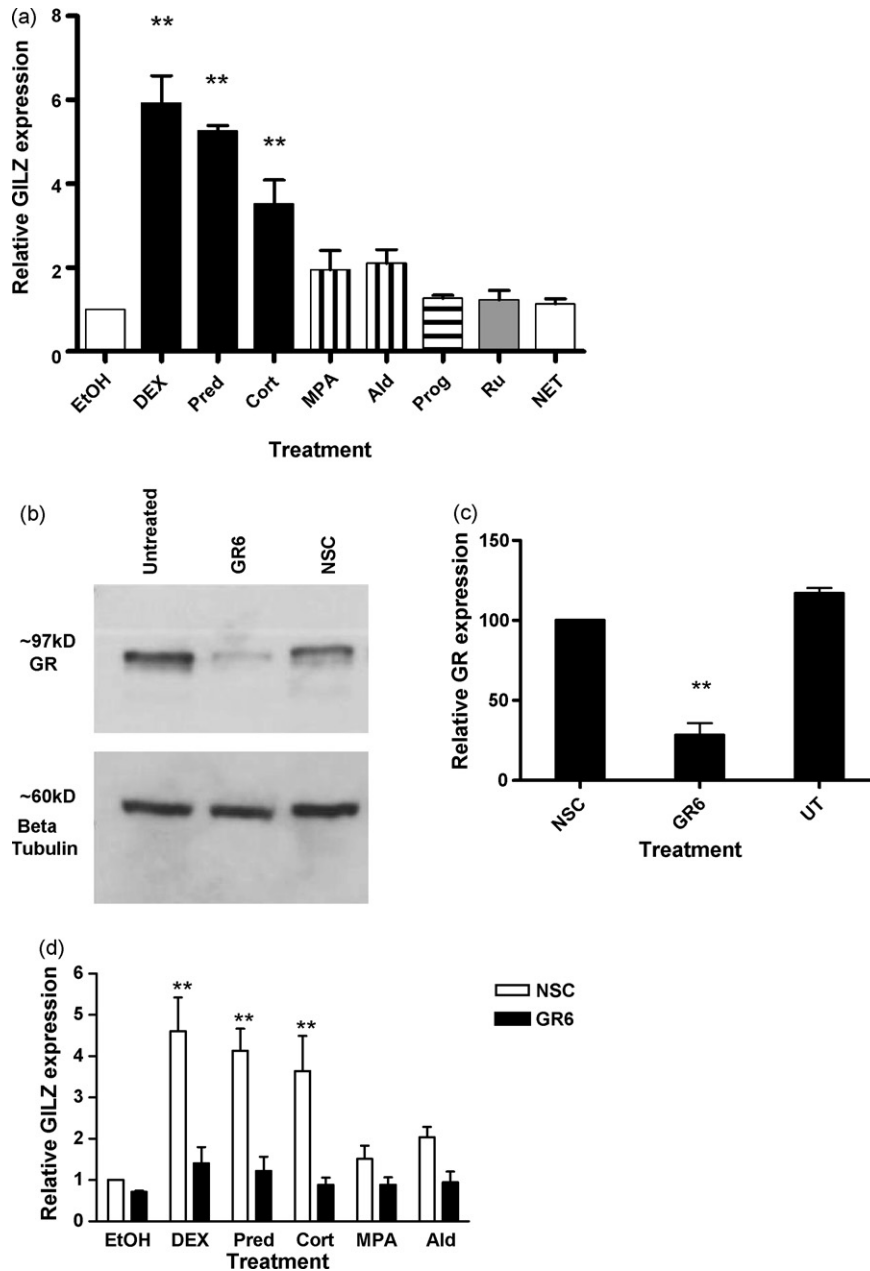 (a)
Relative GILZ expression
8
6
4
2
0
**
**
**
EtOH
DEX
Pred
Cort
MPA
Ald
Prog
Ru
NET
Treatment
(b)
Untreated
GR6
NSC
~97kD
GR
~60kD
Beta
Tubulin
(c)
Relative GR expression
150
100
50
0
**
NSC
GR6
UT
Treatment
(d)
Relative GILZ expression
6
5
4
3
2
1
0
**
**
**
EtOH
DEX
Pred
Cort
MPA
Ald
Treatment
NSC
GR6